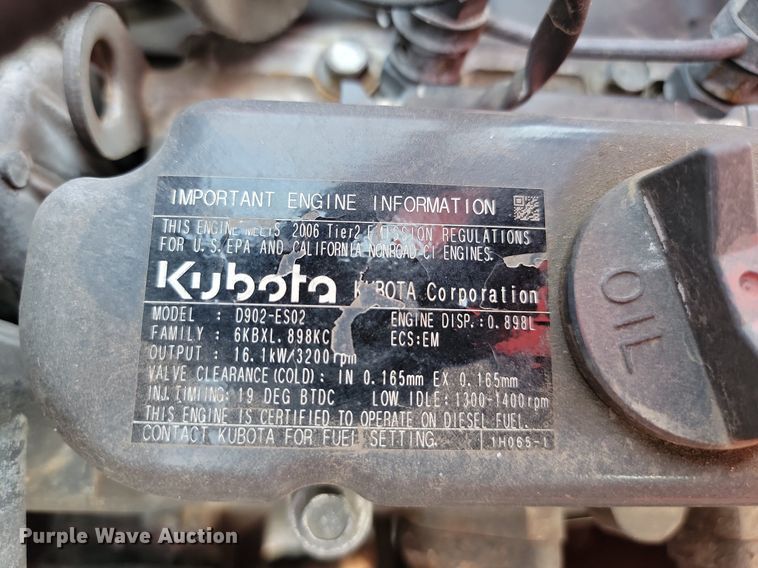 IMPORTANT ENGINE INFORMATION
THIS ENGINE MEETS 2006 Tier2 EMISSION REGULATIONS
FOR U.S.EPA AND CALIFORNIA NONROAD CI ENGINES.
Kubota KUBOTA Corporation
MODEL : D902-ES02 ENGINE DISP.:0.898L
FAMILY : 6KBXL.898KC ECS:EM
OUTPUT : 16.1kW/3200rpm
VALVE CLEARANCE(COLD): IN 0.165mm EX 0.165mm
INJ.TIMING: 19 DEG BTDC LOW IDLE:1300-1400rpm
THIS ENGINE IS CERTIFIED TO OPERATE ON DIESEL FUEL.
CONTACT KUBOTA FOR FUEL SETTING. 1H065-1
OIL
Purple Wave Auction